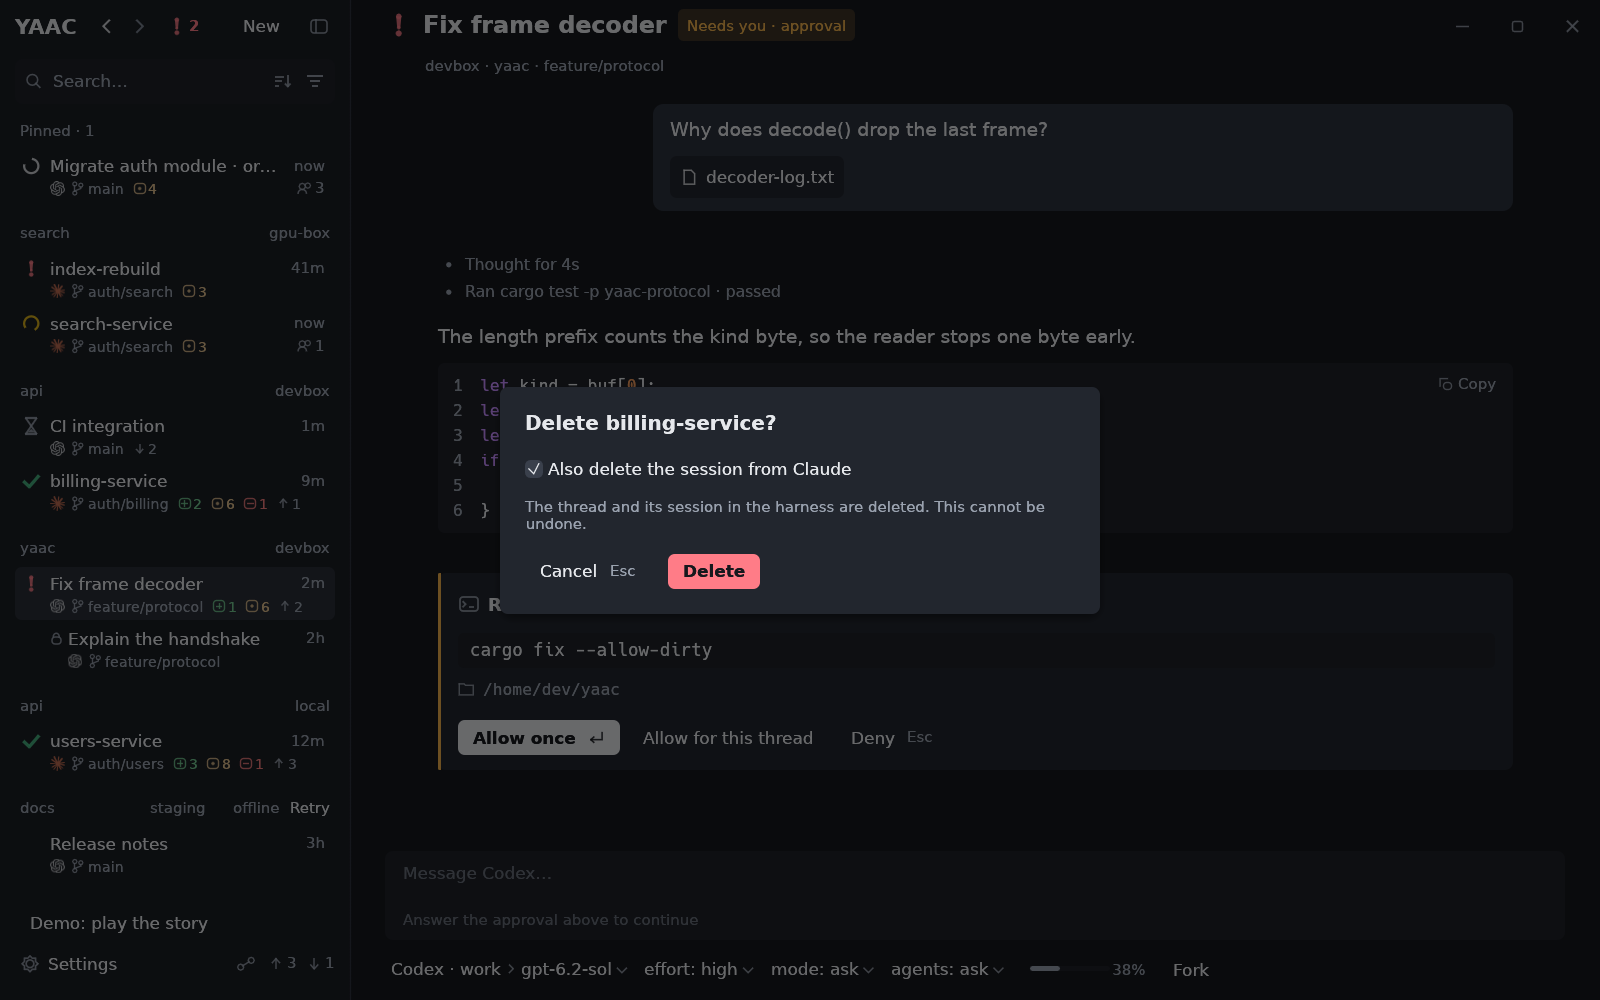 YAAC
2
New
Search...
Pinned · 1
Migrate auth module · or... now
main 4 3
search gpu-box
index-rebuild 41m
auth/search 3
search-service now
auth/search 3 1
api devbox
CI integration 1m
main ↓2
billing-service 9m
auth/billing 2 6 1 ↑1
yaac devbox
Fix frame decoder 2m
feature/protocol 1 6 ↑2
Explain the handshake 2h
feature/protocol
api local
users-service 12m
auth/users 3 8 1 ↑3
docs staging offline Retry
Release notes 3h
main
Demo: play the story
Settings ↑3 ↓1
Fix frame decoder Needs you · approval
devbox · yaac · feature/protocol
Why does decode() drop the last frame?
decoder-log.txt
• Thought for 4s
• Ran cargo test -p yaac-protocol · passed
The length prefix counts the kind byte, so the reader stops one byte early.
1 let kind = buf[0]; Copy
2 le
3 le
4 if
5
6 }
Delete billing-service?
Also delete the session from Claude
The thread and its session in the harness are deleted. This cannot be
undone.
Cancel Esc Delete
R
cargo fix --allow-dirty
/home/dev/yaac
Allow once Allow for this thread Deny Esc
Message Codex...
Answer the approval above to continue
Codex · work > gpt-6.2-sol effort: high mode: ask agents: ask 38% Fork